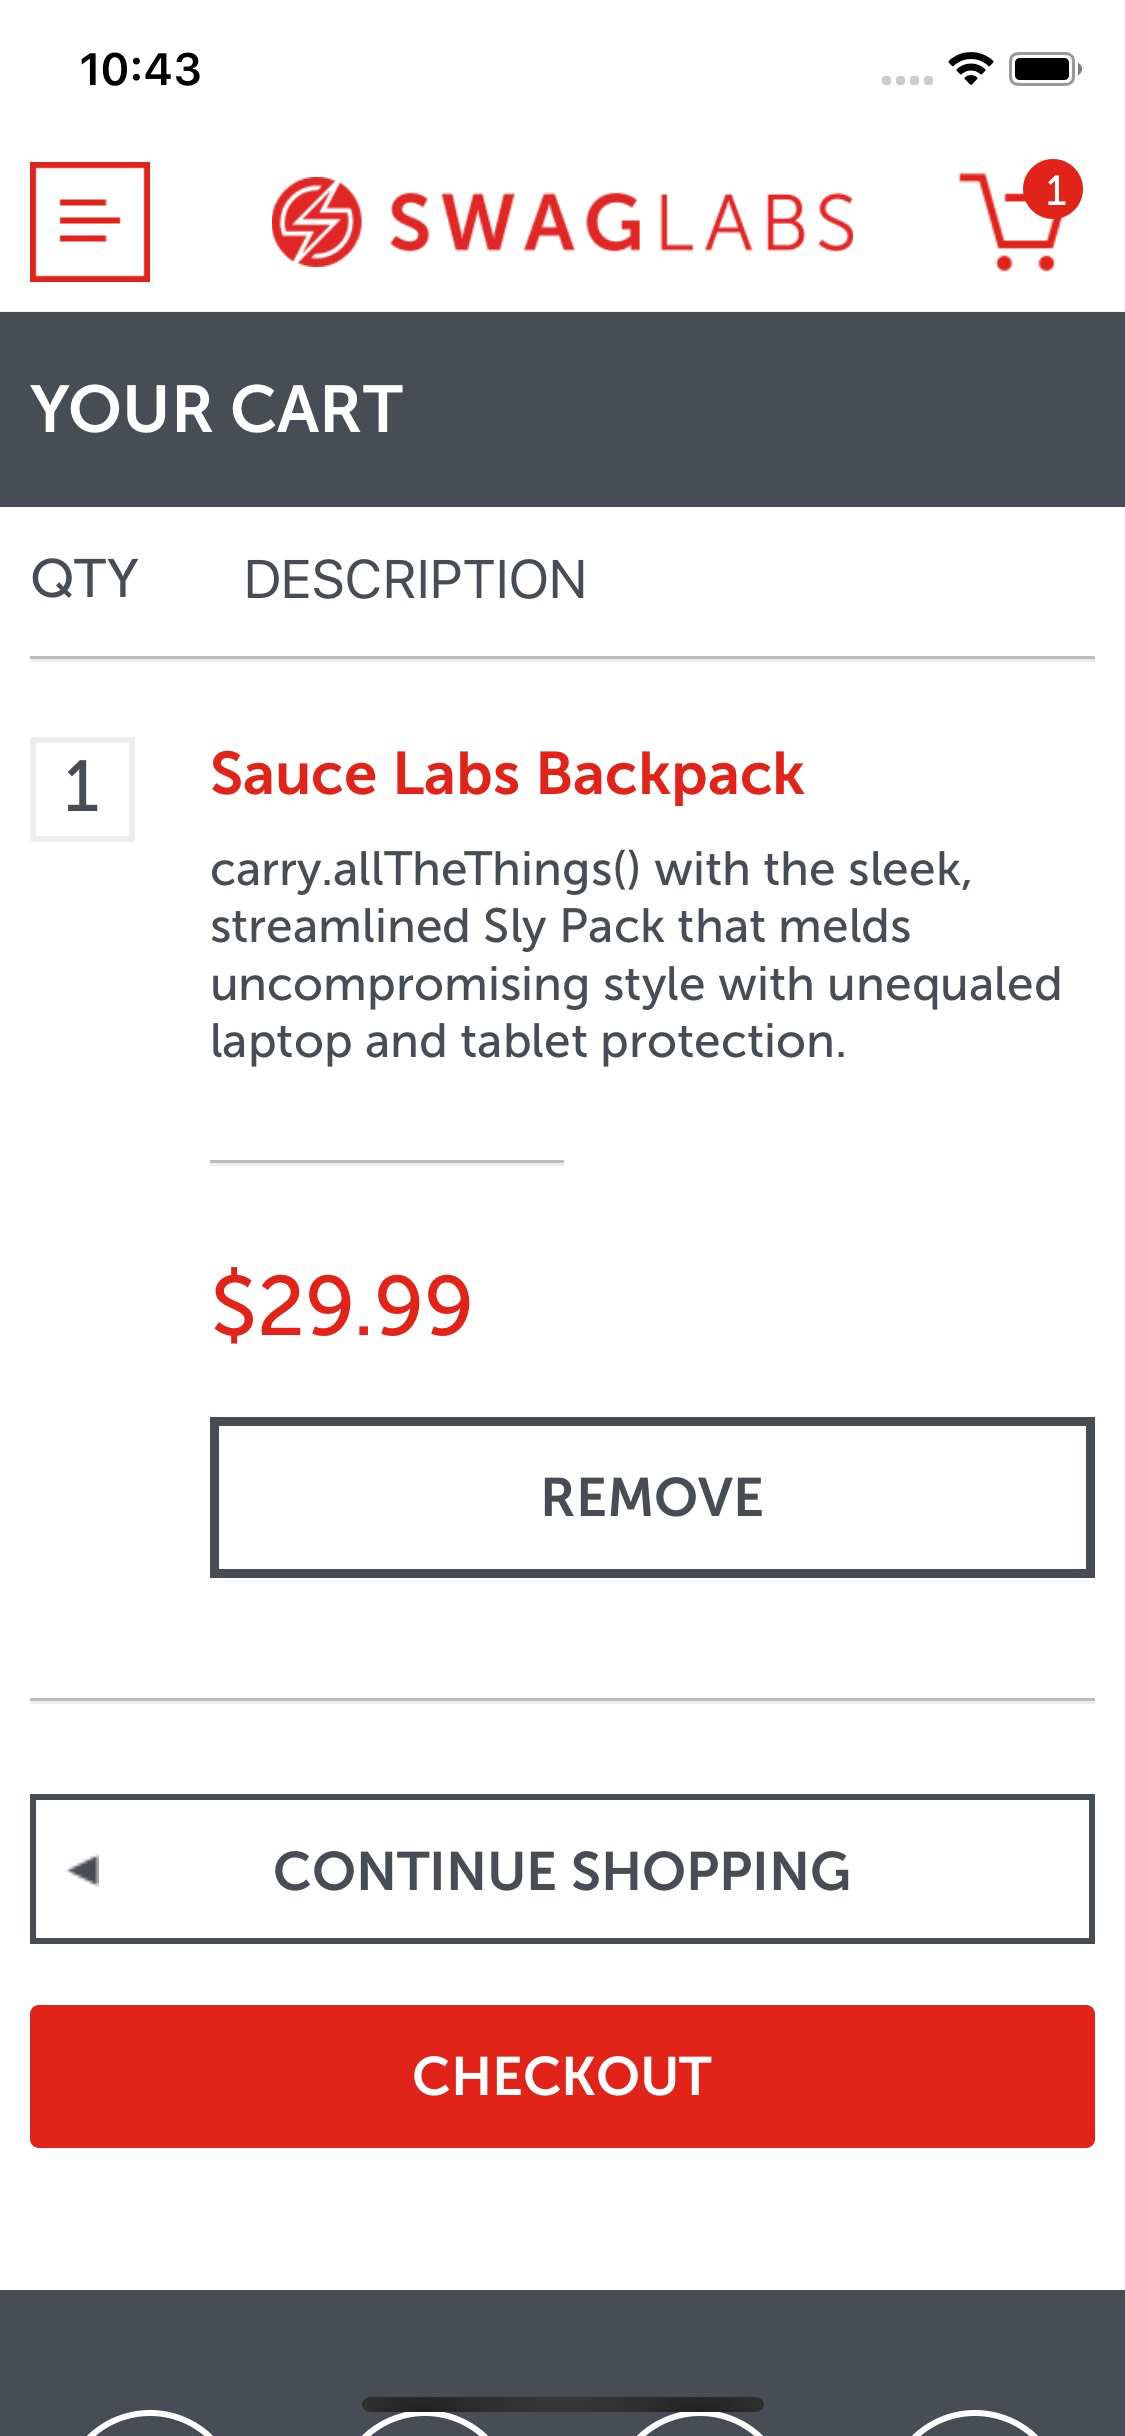 10:43
SWAGLABS
1
YOUR CART
QTY DESCRIPTION
1
Sauce Labs Backpack
carry.allTheThings() with the sleek,
streamlined Sly Pack that melds
uncompromising style with unequaled
laptop and tablet protection.
$29.99
REMOVE
CONTINUE SHOPPING
CHECKOUT